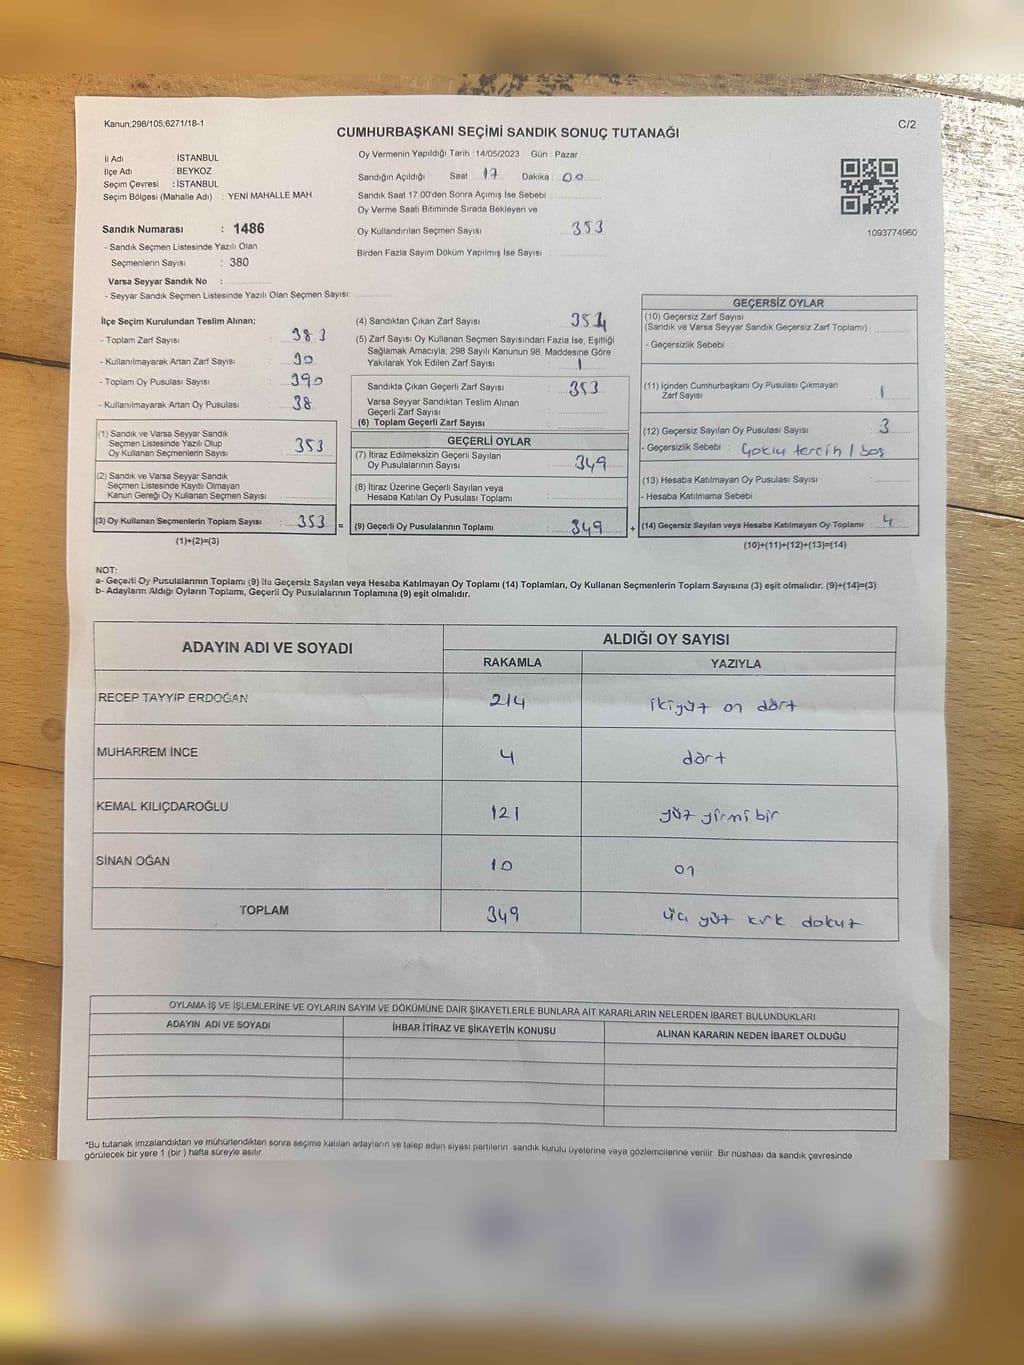 Kanun;298/105,6271/18-1
C/2
CUMHURBAŞKANI SEÇİMİ SANDIK SONUÇ TUTANAĞI
İl Adı : İSTANBUL
İlçe Adı : BEYKOZ
Seçim Çevresi : İSTANBUL
Seçim Bölgesi (Mahalle Adı) : YENİ MAHALLE MAH
Sandık Numarası : 1486
- Sandık Seçmen Listesinde Yazılı Olan
Seçmenlerin Sayısı : 380
Varsa Seyyar Sandık No :
- Seyyar Sandık Seçmen Listesinde Yazılı Olan Seçmen Sayısı:
Oy Vermenin Yapıldığı Tarih : 14/05/2023 Gün : Pazar
Sandığın Açıldığı Saat : 17 Dakika : 00
Sandık Saat 17.00'den Sonra Açımış İse Sebebi :
Oy Verme Saati Bitiminde Sırada Bekleyen ve
Oy Kullandırılan Seçmen Sayısı : 353
Birden Fazla Sayım Döküm Yapılmış İse Sayısı :
1093774960
İlçe Seçim Kurulundan Teslim Alınan;
- Toplam Zarf Sayısı : 383
- Kullanılmayarak Artan Zarf Sayısı : 30
- Toplam Oy Pusulası Sayısı : 390
- Kullanılmayarak Artan Oy Pusulası : 38
(1) Sandık ve Varsa Seyyar Sandık
Seçmen Listesinde Yazılı Olup
Oy Kullanan Seçmenlerin Sayısı : 353
(2) Sandık ve Varsa Seyyar Sandık
Seçmen Listesinde Kayıtlı Olmayan
Kanun Gereği Oy Kullanan Seçmen Sayısı :
(3) Oy Kullanan Seçmenlerin Toplam Sayısı : 353 =
(1)+(2)=(3)
(4) Sandıktan Çıkan Zarf Sayısı : 354
(5) Zarf Sayısı Oy Kullanan Seçmen Sayısından Fazla İse, Eşitliği
Sağlamak Amacıyla, 298 Sayılı Kanunun 98. Maddesine Göre
Yakılarak Yok Edilen Zarf Sayısı : 1
Sandıkta Çıkan Geçerli Zarf Sayısı : 353
Varsa Seyyar Sandıktan Teslim Alınan
Geçerli Zarf Sayısı :
(6) Toplam Geçerli Zarf Sayısı :
GEÇERLİ OYLAR
(7) İtiraz Edilmeksizin Geçerli Sayılan
Oy Pusulalarının Sayısı : 349
(8) İtiraz Üzerine Geçerli Sayılan veya
Hesaba Katılan Oy Pusulası Toplamı :
(9) Geçerli Oy Pusulalarının Toplamı : 349 +
GEÇERSİZ OYLAR
(10) Geçersiz Zarf Sayısı
(Sandık ve Varsa Seyyar Sandık Geçersiz Zarf Toplamı) :
- Geçersizlik Sebebi :
(11) İçinden Cumhurbaşkanı Oy Pusulası Çıkmayan
Zarf Sayısı : 1
(12) Geçersiz Sayılan Oy Pusulası Sayısı : 3
- Geçersizlik Sebebi : Çoklu tercih / boş
(13) Hesaba Katılmayan Oy Pusulası Sayısı :
- Hesaba Katılmama Sebebi :
(14) Geçersiz Sayılan veya Hesaba Katılmayan Oy Toplamı : 4
(10)+(11)+(12)+(13)=(14)
NOT:
a- Geçerli Oy Pusulalarının Toplamı (9) ile Geçersiz Sayılan veya Hesaba Katılmayan Oy Toplamı (14) Toplamları, Oy Kullanan Seçmenlerin Toplam Sayısına (3) eşit olmalıdır. (9)+(14)=(3)
b- Adayların Aldığı Oyların Toplamı, Geçerli Oy Pusulalarının Toplamına (9) eşit olmalıdır.
ADAYIN ADI VE SOYADI ALDIĞI OY SAYISI
RAKAMLA YAZIYLA
RECEP TAYYİP ERDOĞAN 214 ikiyüz on dört
MUHARREM İNCE 4 dört
KEMAL KILIÇDAROĞLU 121 yüz yirmi bir
SİNAN OĞAN 10 on
TOPLAM 349 üç yüz kırk dokuz
OYLAMA İŞ VE İŞLEMLERİNE VE OYLARIN SAYIM VE DÖKÜMÜNE DAİR ŞİKAYETLERLE BUNLARA AİT KARARLARIN NELERDEN İBARET BULUNDUKLARI
ADAYIN ADI VE SOYADI İHBAR İTİRAZ VE ŞİKAYETİN KONUSU ALINAN KARARIN NEDEN İBARET OLDUĞU
*Bu tutanak imzalandıktan ve mühürlendikten sonra seçime katılan adayların ve talep eden siyasi partilerin sandık kurulu üyelerine veya gözlemcilerine verilir. Bir nüshası da sandık çevresinde
görülecek bir yere 1 (bir ) hafta süreyle asılır.